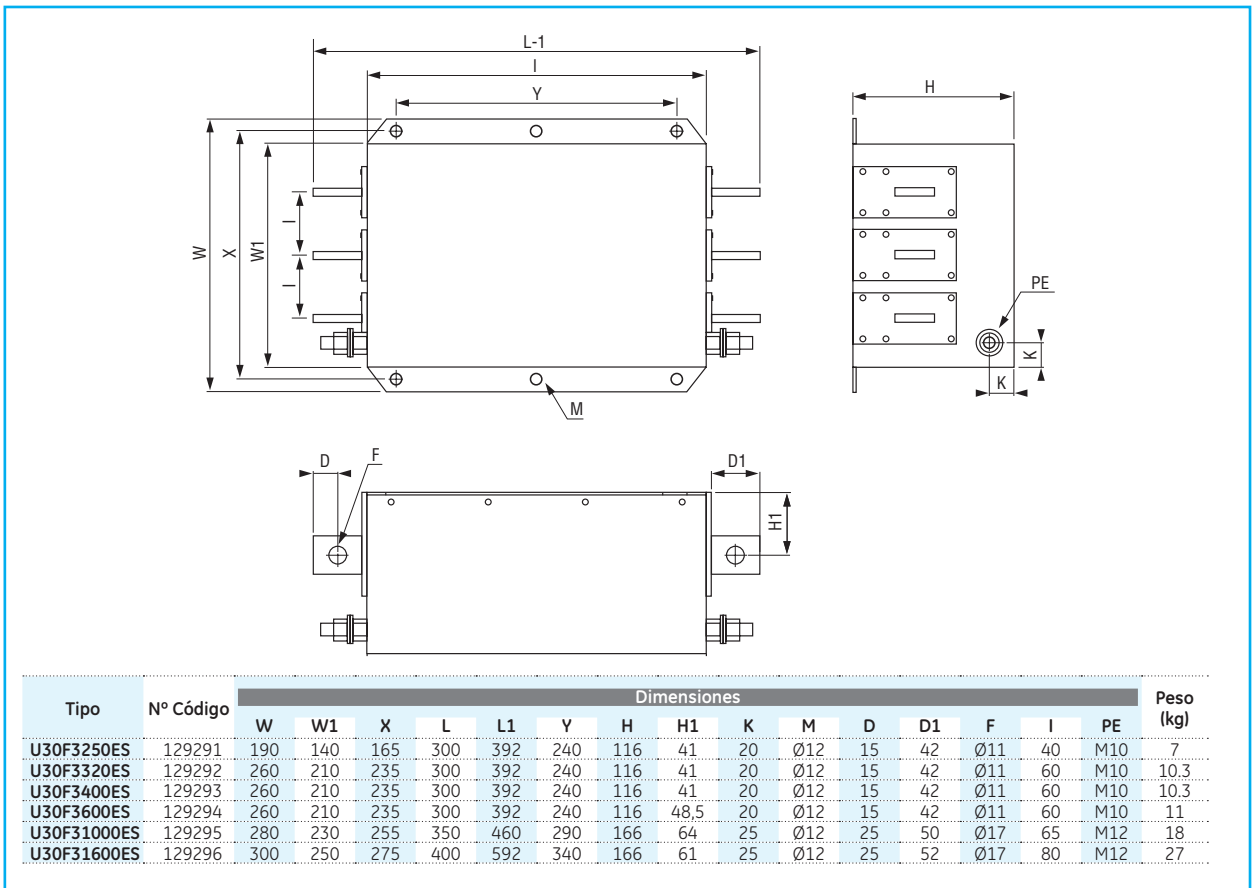 L-1
I
Y
H
W
X
W1
I
I
PE
K
K
M
D
F
D1
H1
Tipo Nº Código Dimensiones Peso (kg)
W W1 X L L1 Y H H1 K M D D1 F I PE
U30F3250ES 129291 190 140 165 300 392 240 116 41 20 Ø12 15 42 Ø11 40 M10 7
U30F3320ES 129292 260 210 235 300 392 240 116 41 20 Ø12 15 42 Ø11 60 M10 10.3
U30F3400ES 129293 260 210 235 300 392 240 116 41 20 Ø12 15 42 Ø11 60 M10 10.3
U30F3600ES 129294 260 210 235 300 392 240 116 48,5 20 Ø12 15 42 Ø11 60 M10 11
U30F31000ES 129295 280 230 255 350 460 290 166 64 25 Ø12 25 50 Ø17 65 M12 18
U30F31600ES 129296 300 250 275 400 592 340 166 61 25 Ø12 25 52 Ø17 80 M12 27